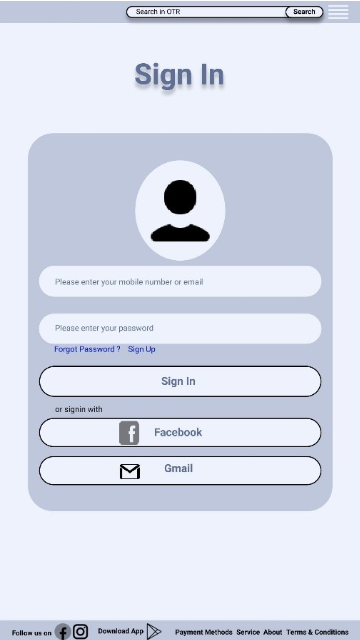 Search in OTR Search
Sign In
Please enter your mobile number or email
Please enter your password
Forgot Password ? Sign Up
Sign In
or signin with
Facebook
Gmail
Follow us on Download App Payment Methods Service About Terms & Conditions